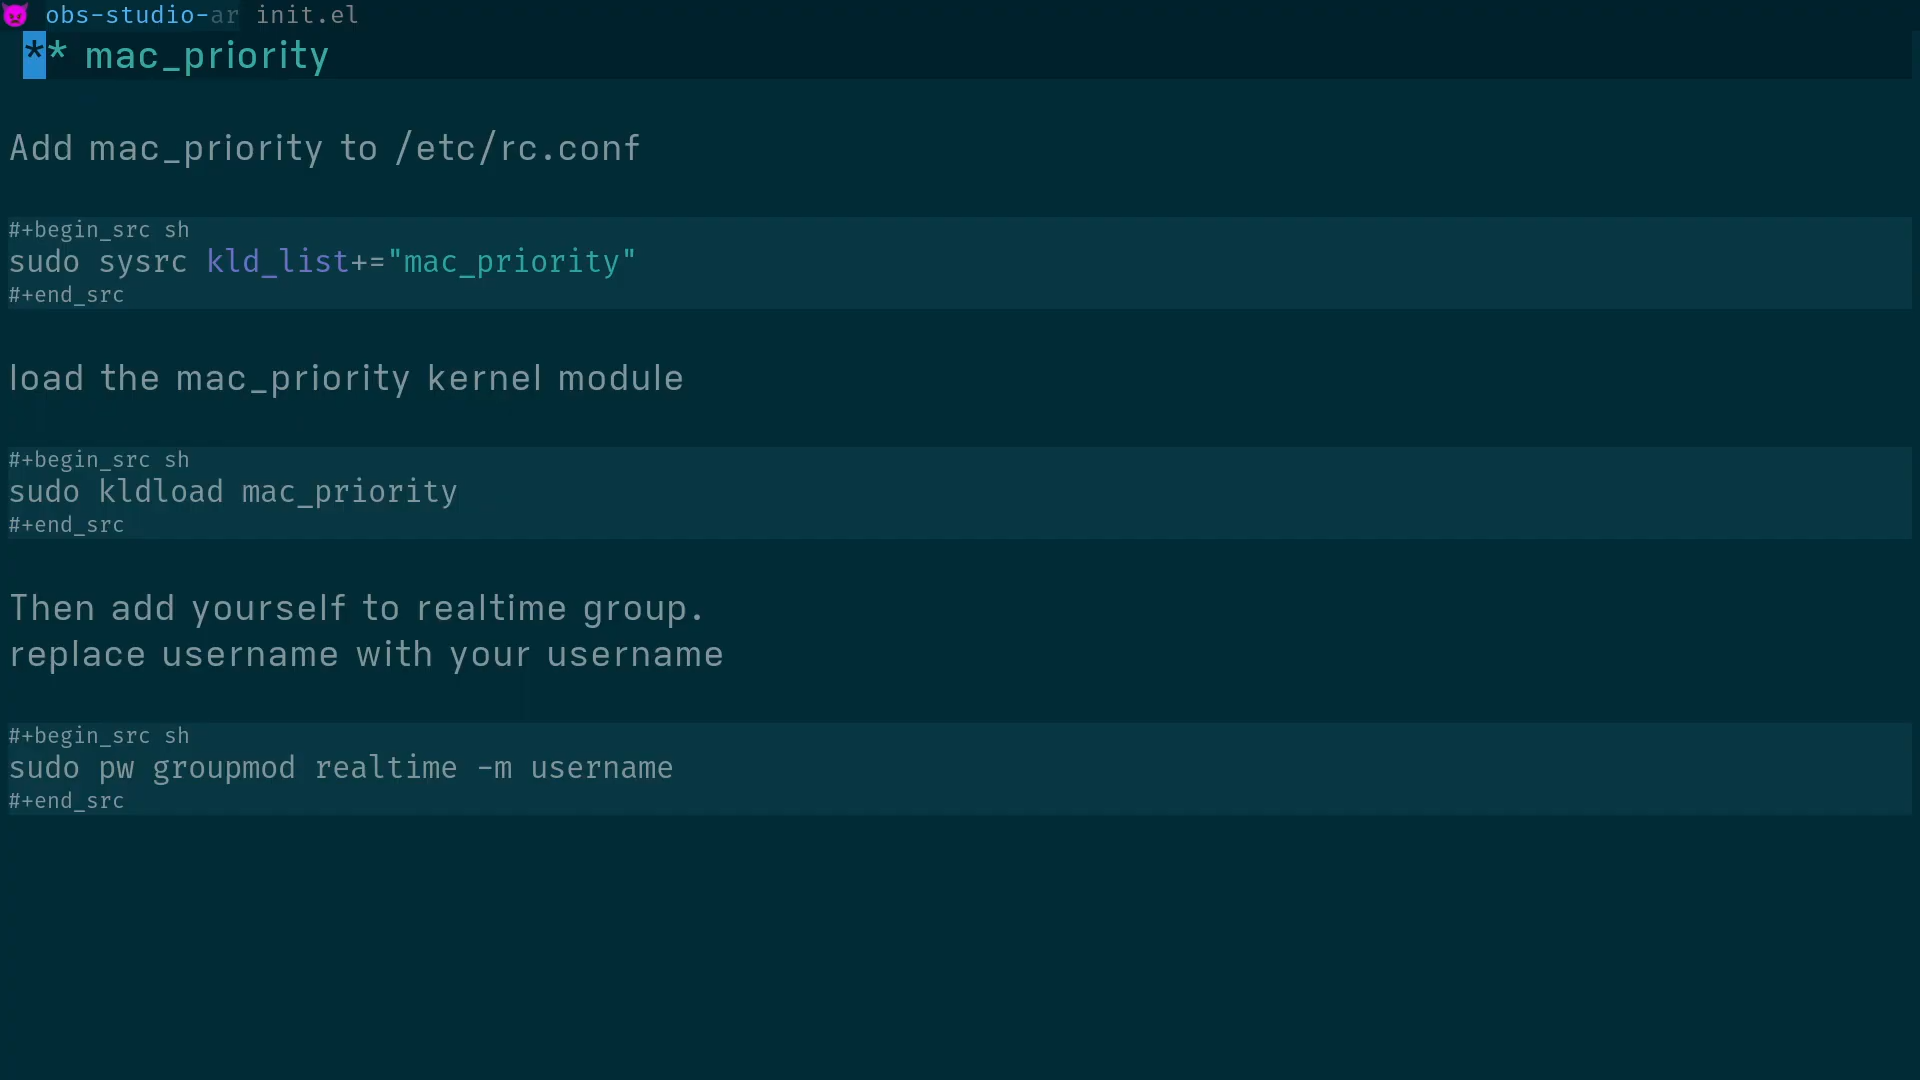 obs-studio-ar init.el
** mac_priority
Add mac_priority to /etc/rc.conf
#+begin_src sh
sudo sysrc kld_list+="mac_priority"
#+end_src
load the mac_priority kernel module
#+begin_src sh
sudo kldload mac_priority
#+end_src
Then add yourself to realtime group.
replace username with your username
#+begin_src sh
sudo pw groupmod realtime -m username
#+end_src